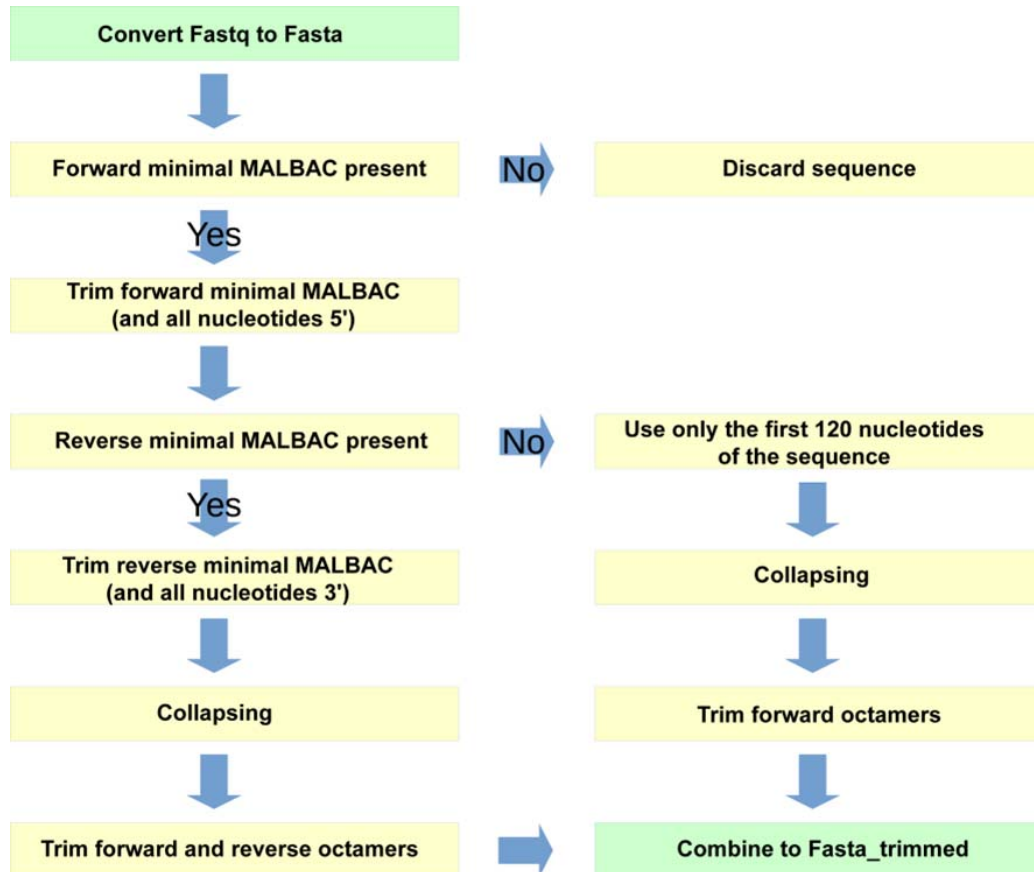 Convert Fastq to Fasta
Forward minimal MALBAC present
No
Discard sequence
Yes
Trim forward minimal MALBAC
(and all nucleotides 5')
Reverse minimal MALBAC present
No
Use only the first 120 nucleotides
of the sequence
Yes
Trim reverse minimal MALBAC
(and all nucleotides 3')
Collapsing
Collapsing
Trim forward octamers
Trim forward and reverse octamers
Combine to Fasta_trimmed